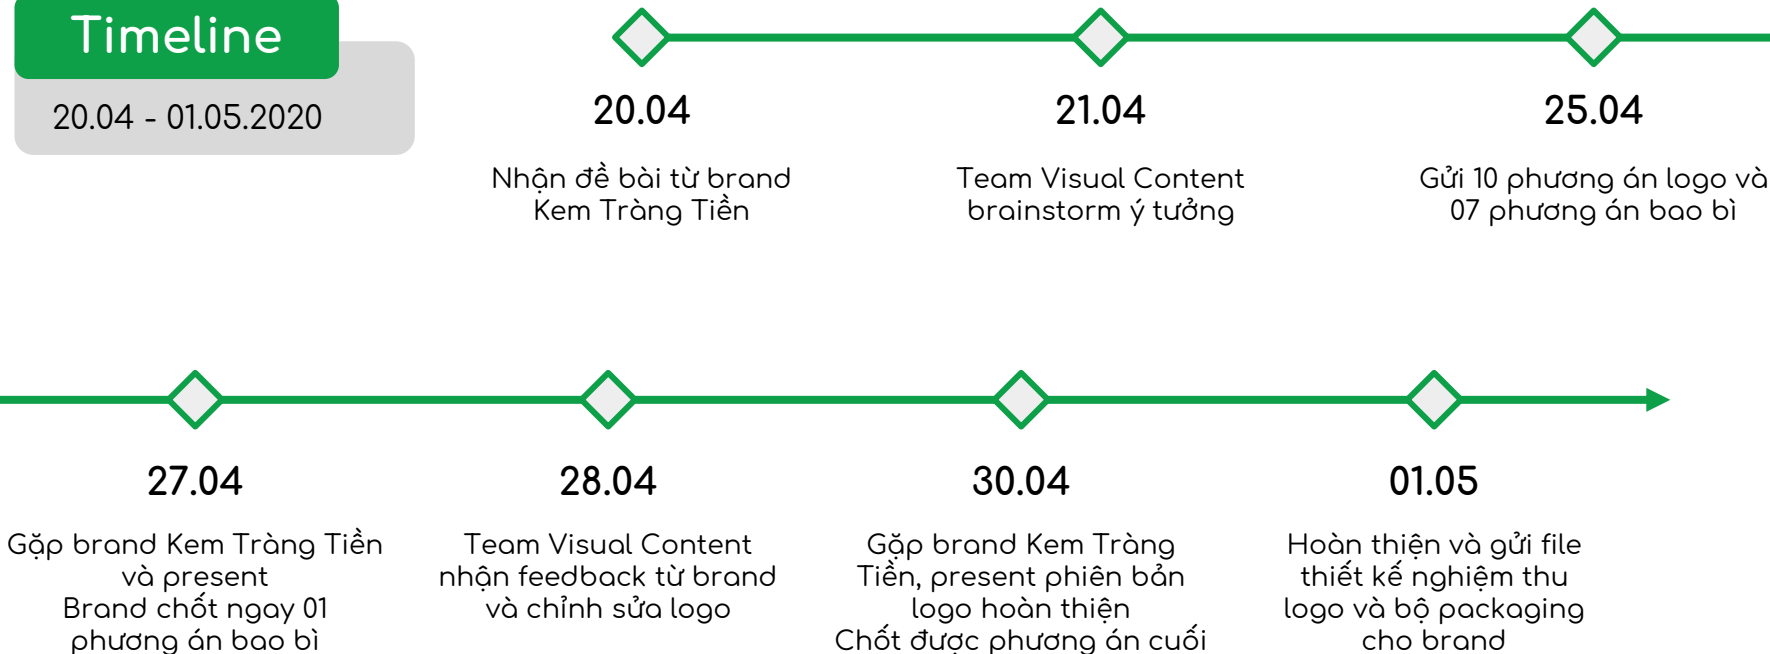 Timeline
20.04 - 01.05.2020
20.04
Nhận đề bài từ brand
Kem Tràng Tiền
21.04
Team Visual Content
brainstorm ý tưởng
25.04
Gửi 10 phương án logo và
07 phương án bao bì
27.04
Gặp brand Kem Tràng Tiền
và present
Brand chốt ngay 01
phương án bao bì
28.04
Team Visual Content
nhận feedback từ brand
và chỉnh sửa logo
30.04
Gặp brand Kem Tràng
Tiền, present phiên bản
logo hoàn thiện
Chốt được phương án cuối
01.05
Hoàn thiện và gửi file
thiết kế nghiệm thu
logo và bộ packaging
cho brand